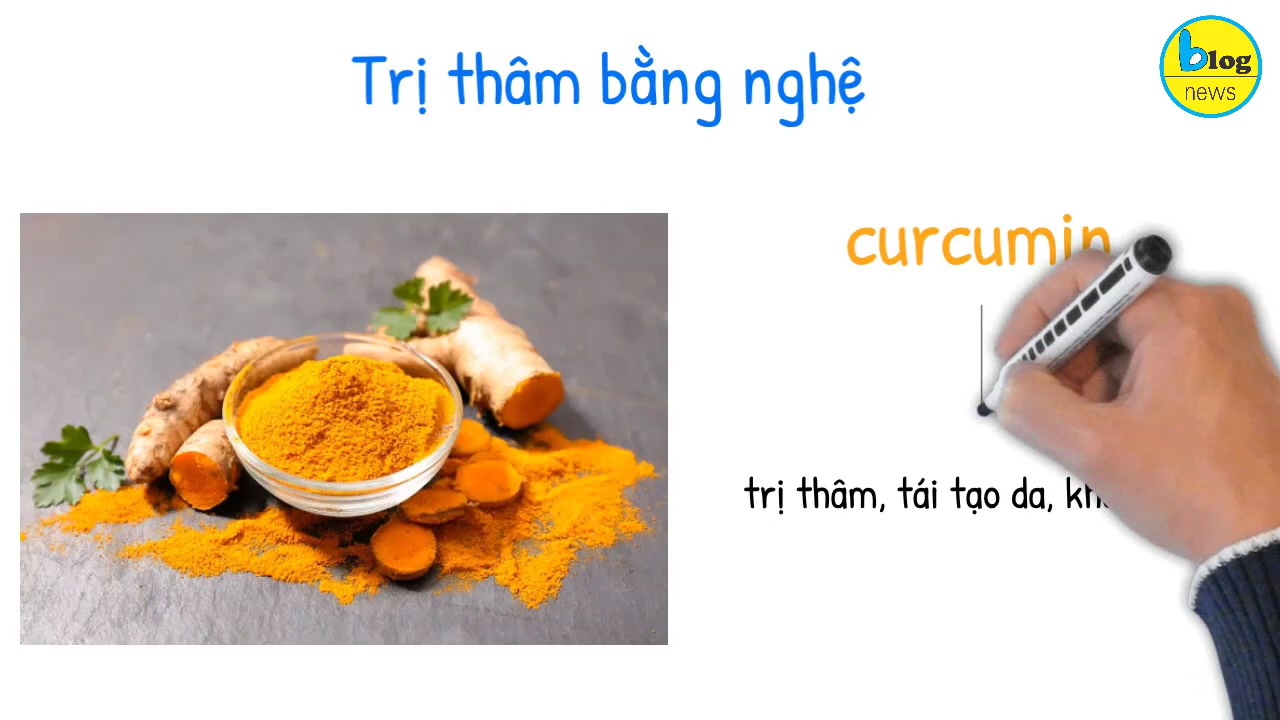 Trị thâm bằng nghệ
blog
news
curcumin
trị thâm, tái tạo da,